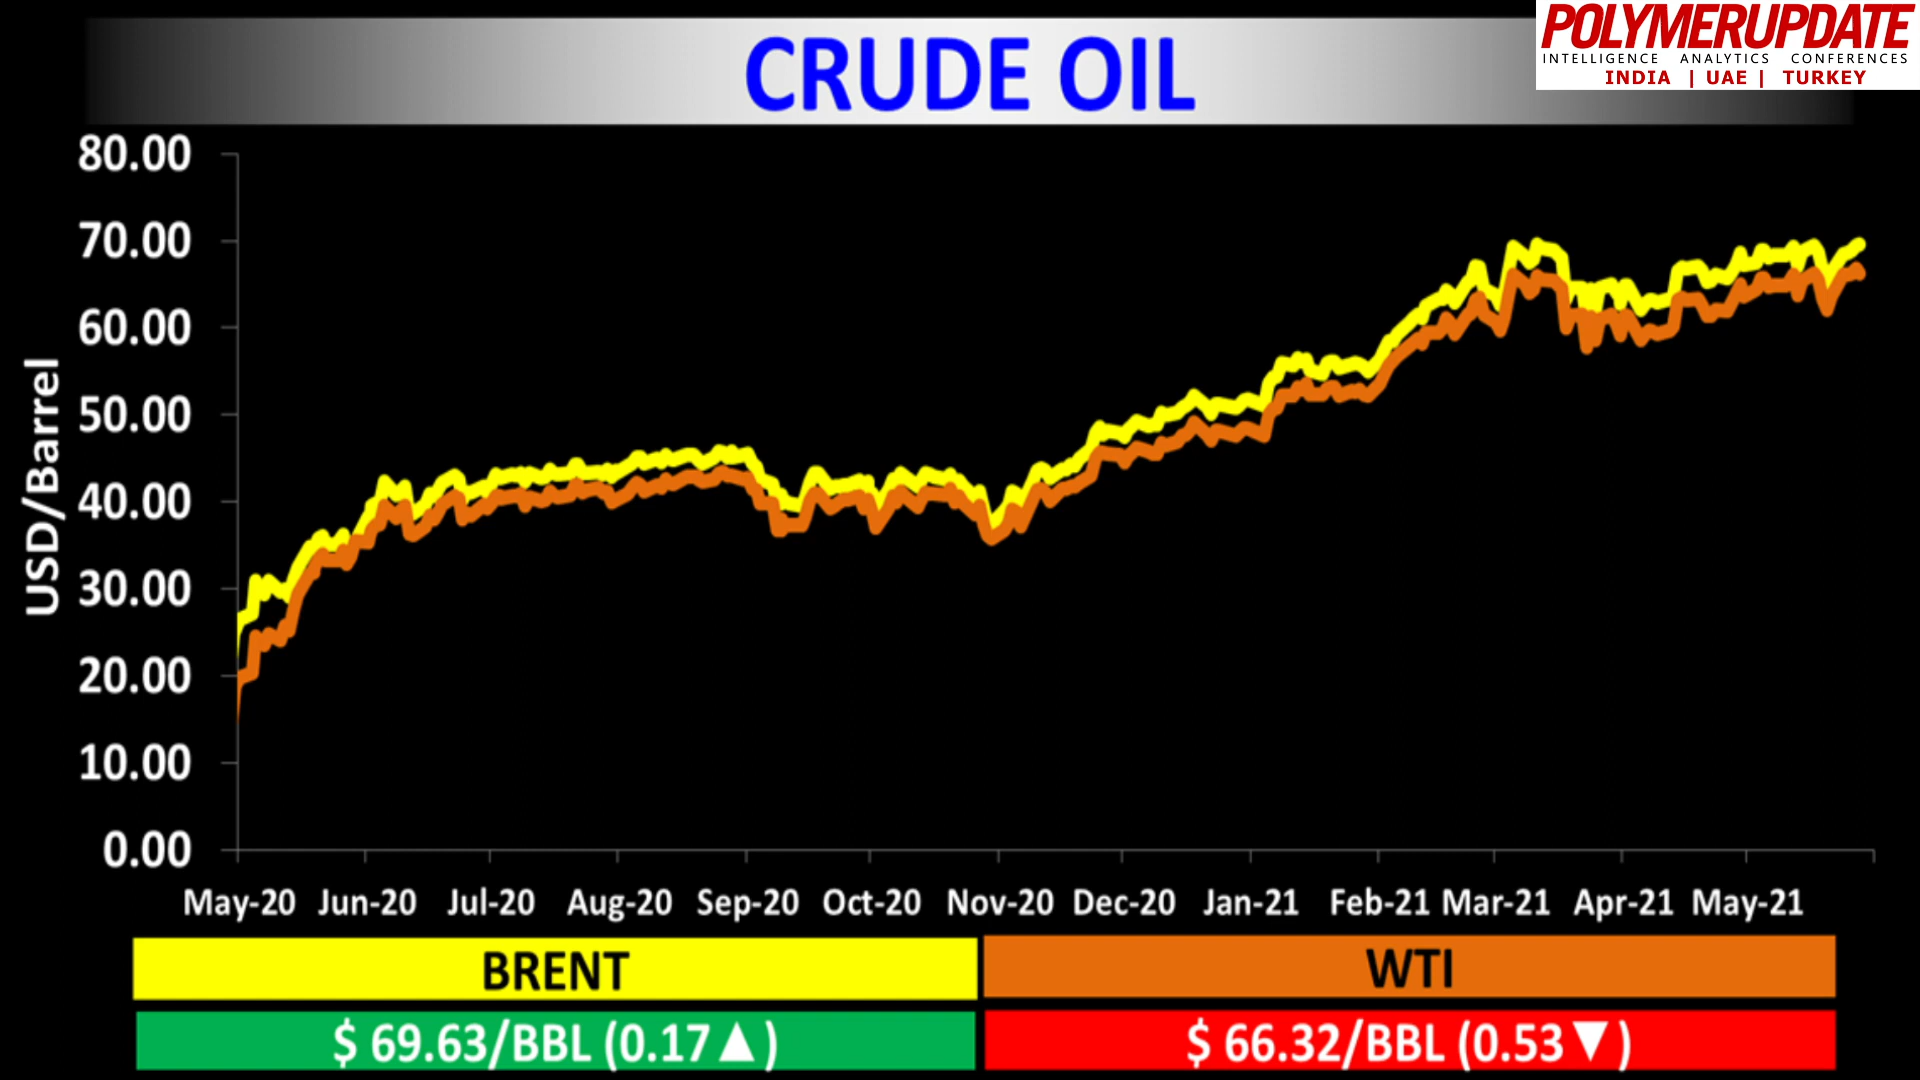 CRUDE OIL
POLYMERUPDATE
INTELLIGENCE ANALYTICS CONFERENCES
INDIA | UAE | TURKEY
USD/Barrel
80.00
70.00
60.00
50.00
40.00
30.00
20.00
10.00
0.00
May-20 Jun-20 Jul-20 Aug-20 Sep-20 Oct-20 Nov-20 Dec-20 Jan-21 Feb-21 Mar-21 Apr-21 May-21
BRENT WTI
$ 69.63/BBL (0.17▲) $ 66.32/BBL (0.53▼)